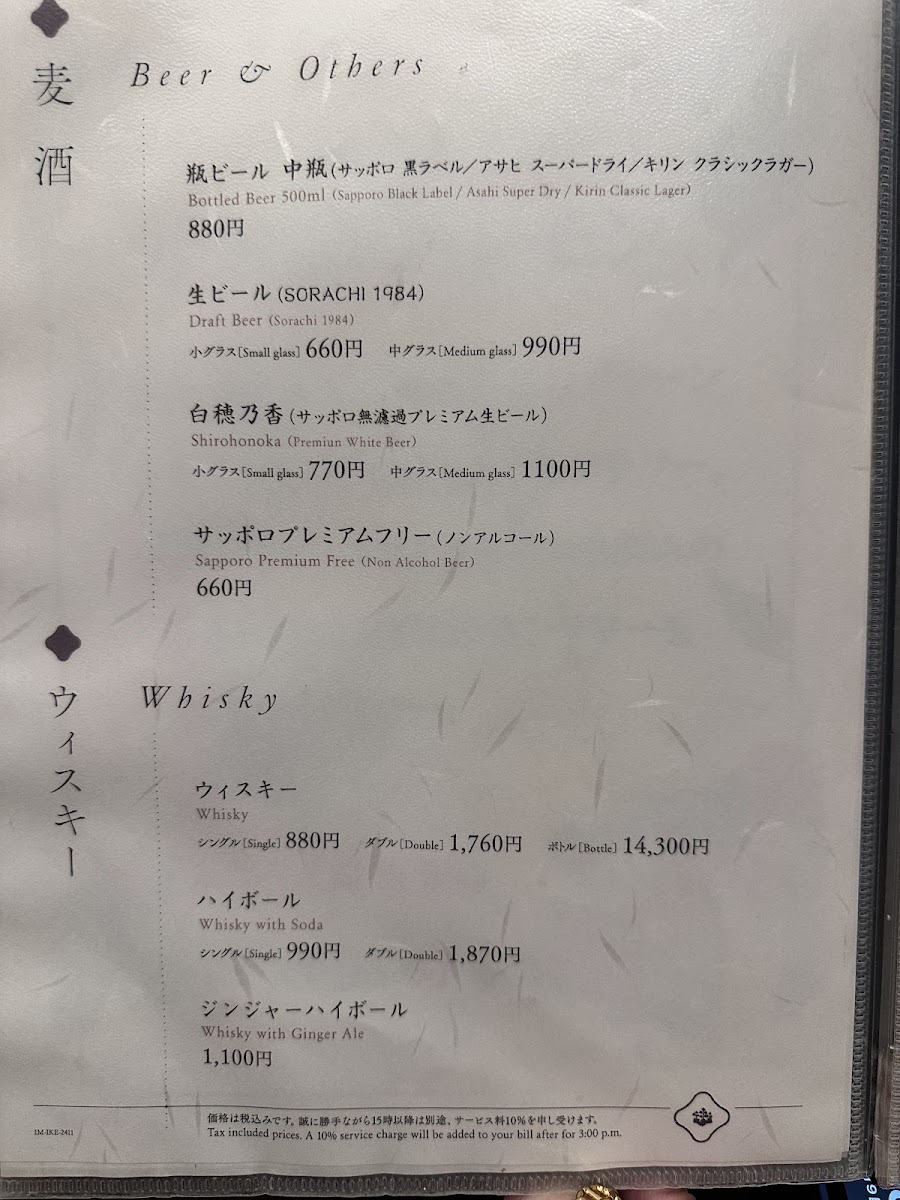 麦酒
Beer & Others
瓶ビール 中瓶(サッポロ 黒ラベル/アサヒ スーパードライ/キリン クラシックラガー)
Bottled Beer 500ml (Sapporo Black Label / Asahi Super Dry / Kirin Classic Lager)
880円
生ビール(SORACHI 1984)
Draft Beer (Sorachi 1984)
小グラス[Small glass] 660円 中グラス[Medium glass] 990円
白穂乃香(サッポロ無濾過プレミアム生ビール)
Shirohonoka (Premiun White Beer)
小グラス[Small glass] 770円 中グラス[Medium glass] 1100円
サッポロプレミアムフリー(ノンアルコール)
Sapporo Premium Free (Non Alcohol Beer)
660円
ウィスキー
Whisky
ウィスキー
Whisky
シングル[Single] 880円 ダブル[Double] 1,760円 ボトル[Bottle] 14,300円
ハイボール
Whisky with Soda
シングル[Single] 990円 ダブル[Double] 1,870円
ジンジャーハイボール
Whisky with Ginger Ale
1,100円
価格は税込みです。誠に勝手ながら15時以降は別途、サービス料10%を申し受けます。
Tax included prices. A 10% service charge will be added to your bill after for 3:00 p.m.
IM-IKE-2411